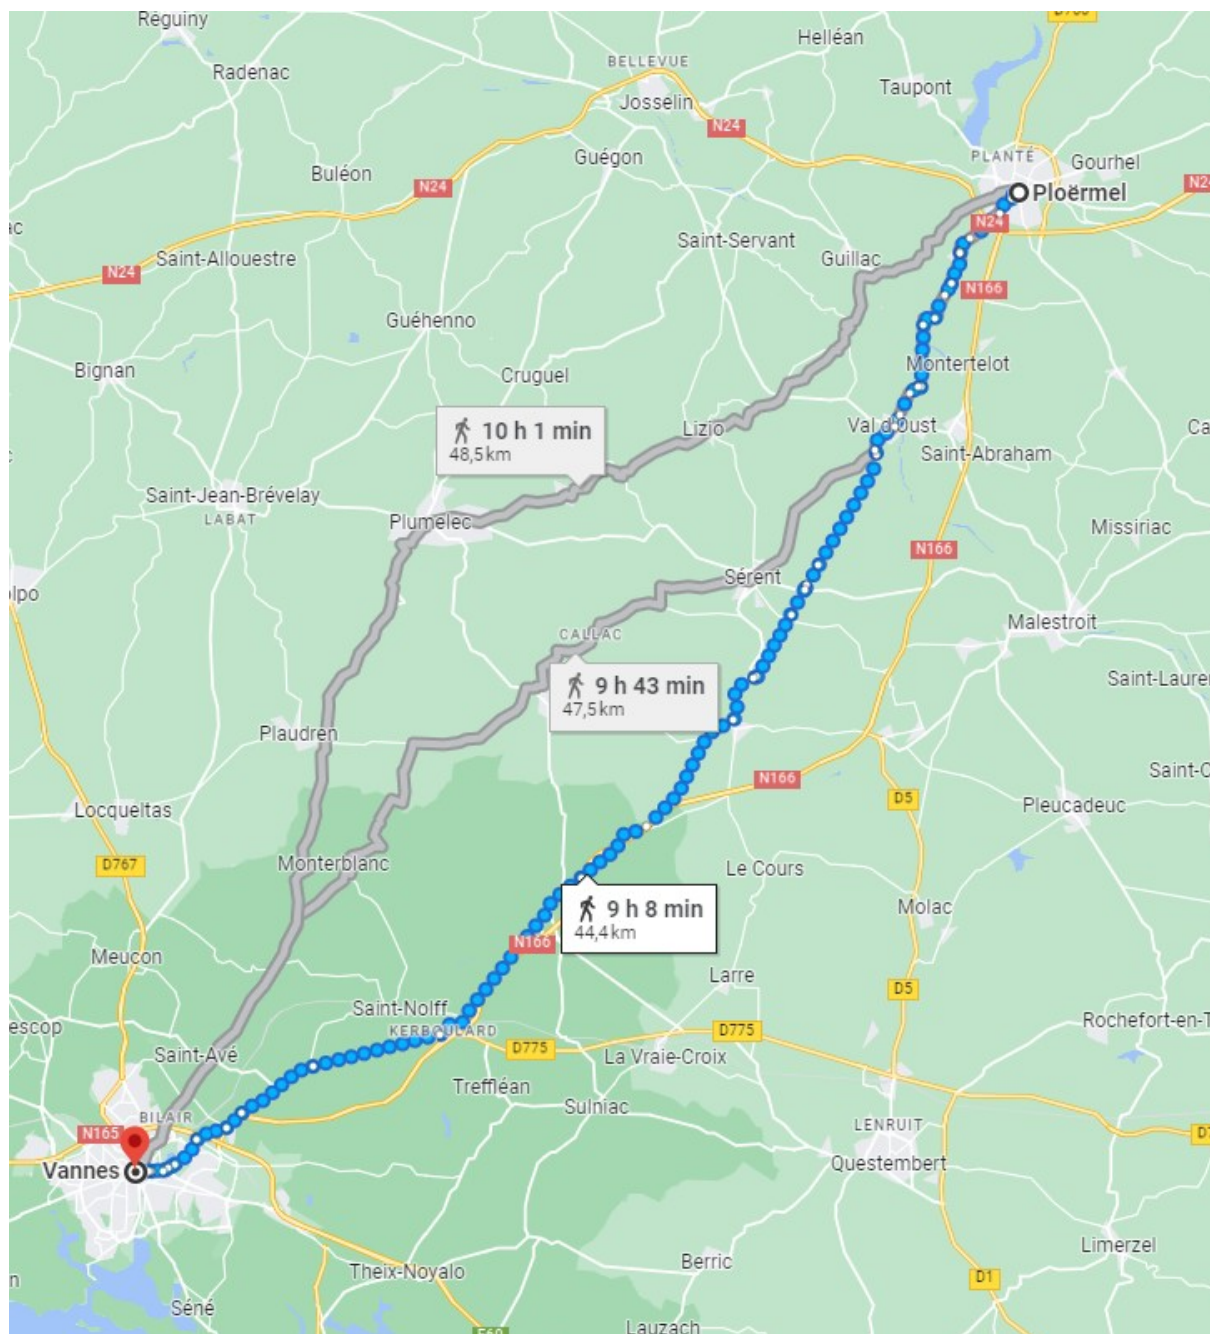 Réguiny
D766
Helléan
BELLEVUE
Radenac
Josselin
Taupont
N24
PLANTÉ
Guégon
Gourhel
Buléon
N24
N24
Ploërmel
N24
Saint-Allouestre
Saint-Servant
Guillac
N24
N166
Guéhenno
Bignan
Cruguel
Montertelot
10 h 1 min
48,5 km
Lizio
Val d'Oust
Saint-Abraham
Saint-Jean-Brévelay
LABAT
Plumelec
Missiriac
N166
Sérent
Malestroit
CALLAC
9 h 43 min
47,5 km
Plaudren
N166
Locqueltas
D5
Pleucadeuc
D767
Monterblanc
Le Cours
9 h 8 min
44,4 km
Molac
N166
Meucon
Larre
D5
Saint-Nolff
KERBOULARD
D775
D775
Saint-Avé
La Vraie-Croix
Treffléan
Sulniac
BILAIR
LENRUIT
N165
Vannes
Questembert
Berric
Limerzel
Theix-Noyalo
D1
Séné
Lauzach